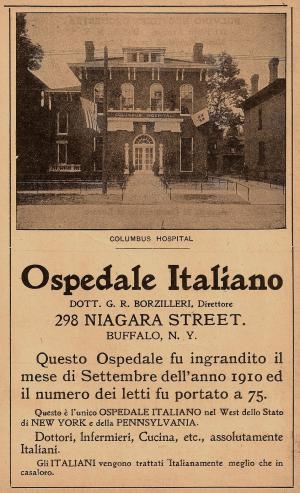 COLUMBUS HOSPITAL
COLUMBUS HOSPITAL
Ospedale Italiano
DOTT. G. R. BORZILLERI, Direttore
298 NIAGARA STREET.
BUFFALO, N. Y.
Questo Ospedale fu ingrandito il
mese di Settembre dell'anno 1910 ed
il numero dei letti fu portato a 75.
Questo è l'unico OSPEDALE ITALIANO nel West dello Stato
di NEW YORK e della PENNSYLVANIA.
Dottori, Infermieri, Cucina, etc., assolutamente
Italiani.
Gli ITALIANI vengono trattati Italianamente meglio che in
casaloro.